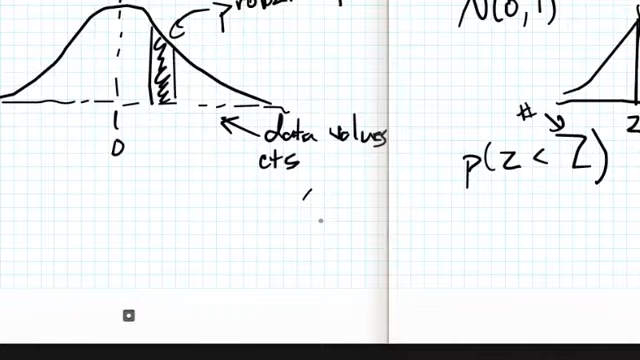 0
data values
cts
N(0,1)
#
p(z < Z)